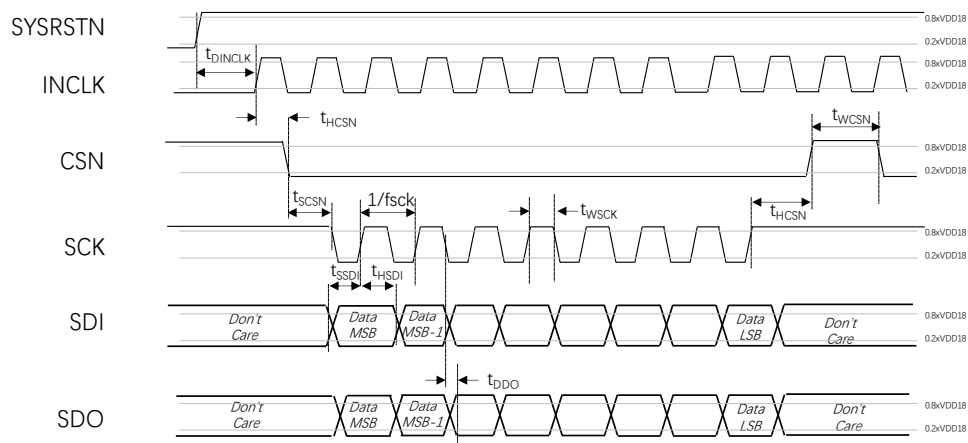 SYSRSTN
0.8xVDD18
0.2xVDD18
tDINCLK
INCLK
0.8xVDD18
0.2xVDD18
tHCSN
tWCSN
CSN
0.8xVDD18
0.2xVDD18
tSCSN
1/fsck
tWSCK
tHCSN
SCK
0.8xVDD18
0.2xVDD18
tSSDI
tHSDI
SDI
Don't Care
Data MSB
Data MSB-1
Data LSB
Don't Care
0.8xVDD18
0.2xVDD18
tDDO
SDO
Don't Care
Data MSB
Data MSB-1
Data LSB
Don't Care
0.8xVDD18
0.2xVDD18